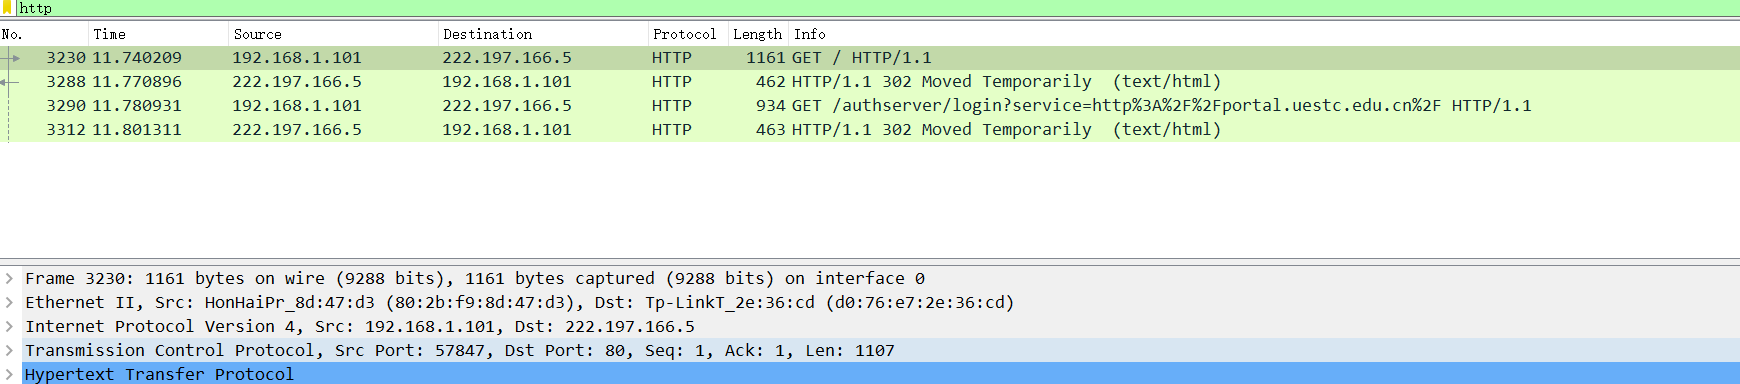 http
No. Time Source Destination Protocol Length Info
3230 11.740209 192.168.1.101 222.197.166.5 HTTP 1161 GET / HTTP/1.1
3288 11.770896 222.197.166.5 192.168.1.101 HTTP 462 HTTP/1.1 302 Moved Temporarily (text/html)
3290 11.780931 192.168.1.101 222.197.166.5 HTTP 934 GET /authserver/login?service=http%3A%2F%2Fportal.uestc.edu.cn%2F HTTP/1.1
3312 11.801311 222.197.166.5 192.168.1.101 HTTP 463 HTTP/1.1 302 Moved Temporarily (text/html)
Frame 3230: 1161 bytes on wire (9288 bits), 1161 bytes captured (9288 bits) on interface 0
Ethernet II, Src: HonHaiPr_8d:47:d3 (80:2b:f9:8d:47:d3), Dst: Tp-LinkT_2e:36:cd (d0:76:e7:2e:36:cd)
Internet Protocol Version 4, Src: 192.168.1.101, Dst: 222.197.166.5
Transmission Control Protocol, Src Port: 57847, Dst Port: 80, Seq: 1, Ack: 1, Len: 1107
Hypertext Transfer Protocol